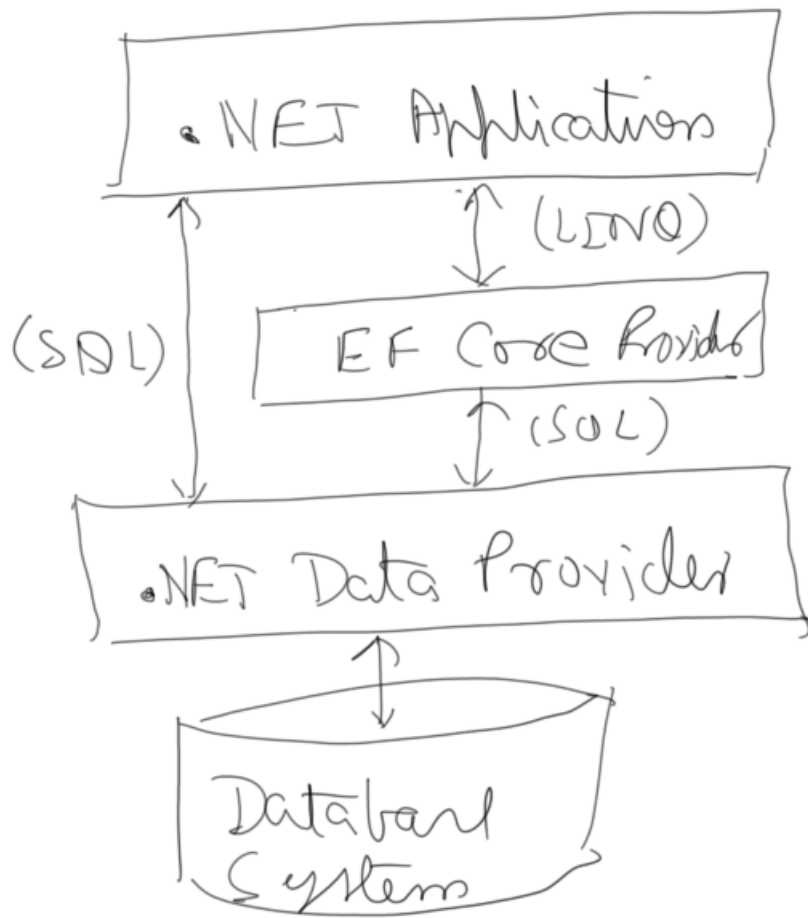 .NET Applications
(LINQ)
(SQL)
EF Core Provider
(SQL)
.NET Data Provider
Database
System